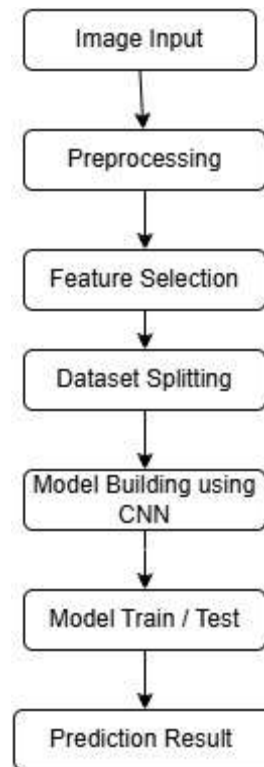 Image Input
Preprocessing
Feature Selection
Dataset Splitting
Model Building using
CNN
Model Train / Test
Prediction Result